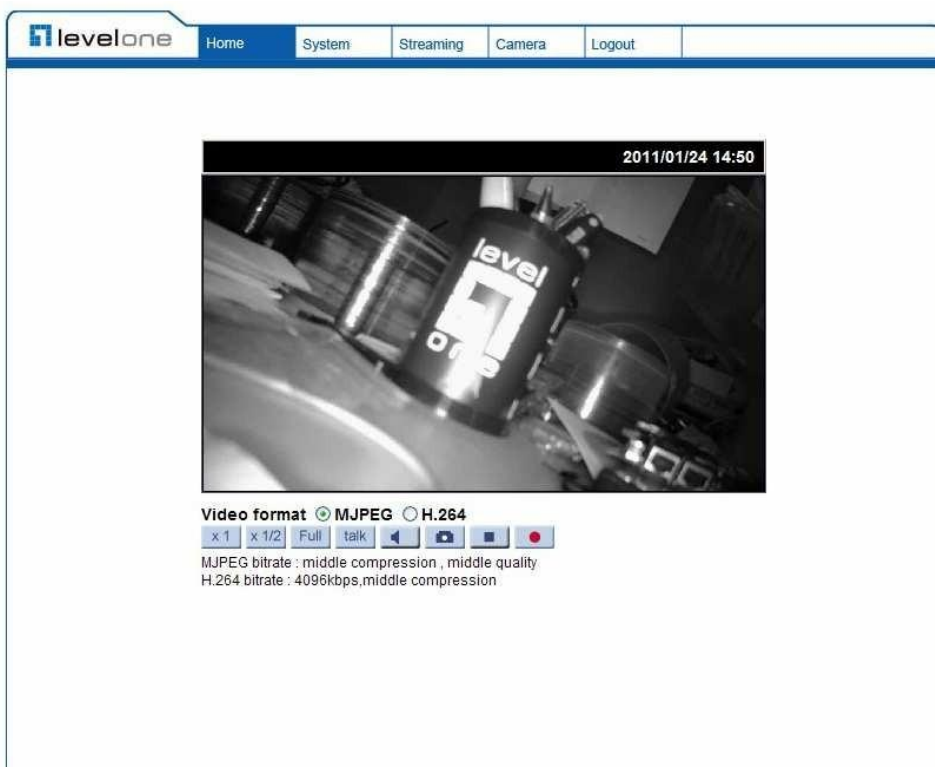 levelone
Home System Streaming Camera Logout
2011/01/24 14:50
level
one
Video format MJPEG H.264
x 1 x 1/2 Full talk
MJPEG bitrate : middle compression , middle quality
H.264 bitrate : 4096kbps,middle compression